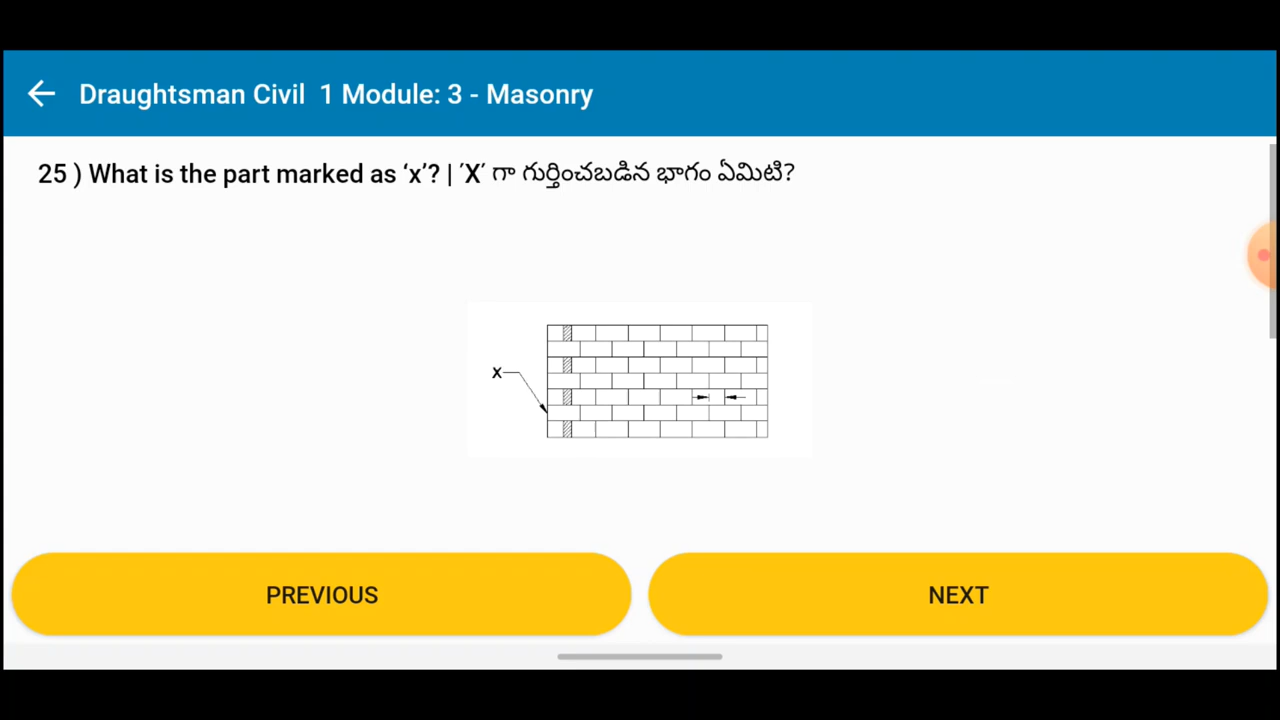 Draughtsman Civil 1 Module: 3 - Masonry
25 ) What is the part marked as ‘x’? | ′X′ గా గుర్తించబడిన భాగం ఏమిటి?
X
PREVIOUS
NEXT